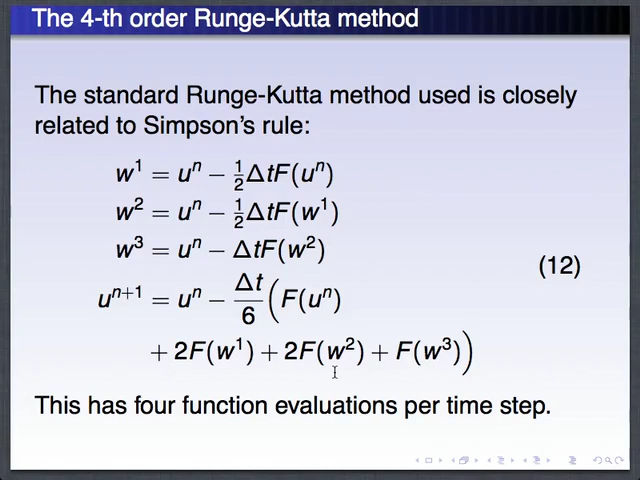 The 4-th order Runge-Kutta method
The standard Runge-Kutta method used is closely
related to Simpson's rule:
w¹ = uⁿ − ½ΔtF(uⁿ)
w² = uⁿ − ½ΔtF(w¹)
w³ = uⁿ − ΔtF(w²)
(12)
uⁿ⁺¹ = uⁿ − Δt/6 (F(uⁿ)
+ 2F(w¹) + 2F(w²) + F(w³))
This has four function evaluations per time step.